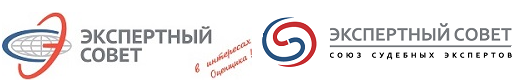 ЭКСПЕРТНЫЙ
СОВЕТ
в интересах
Оценщика !
ЭКСПЕРТНЫЙ СОВЕТ
СОЮЗ СУДЕБНЫХ ЭКСПЕРТОВ